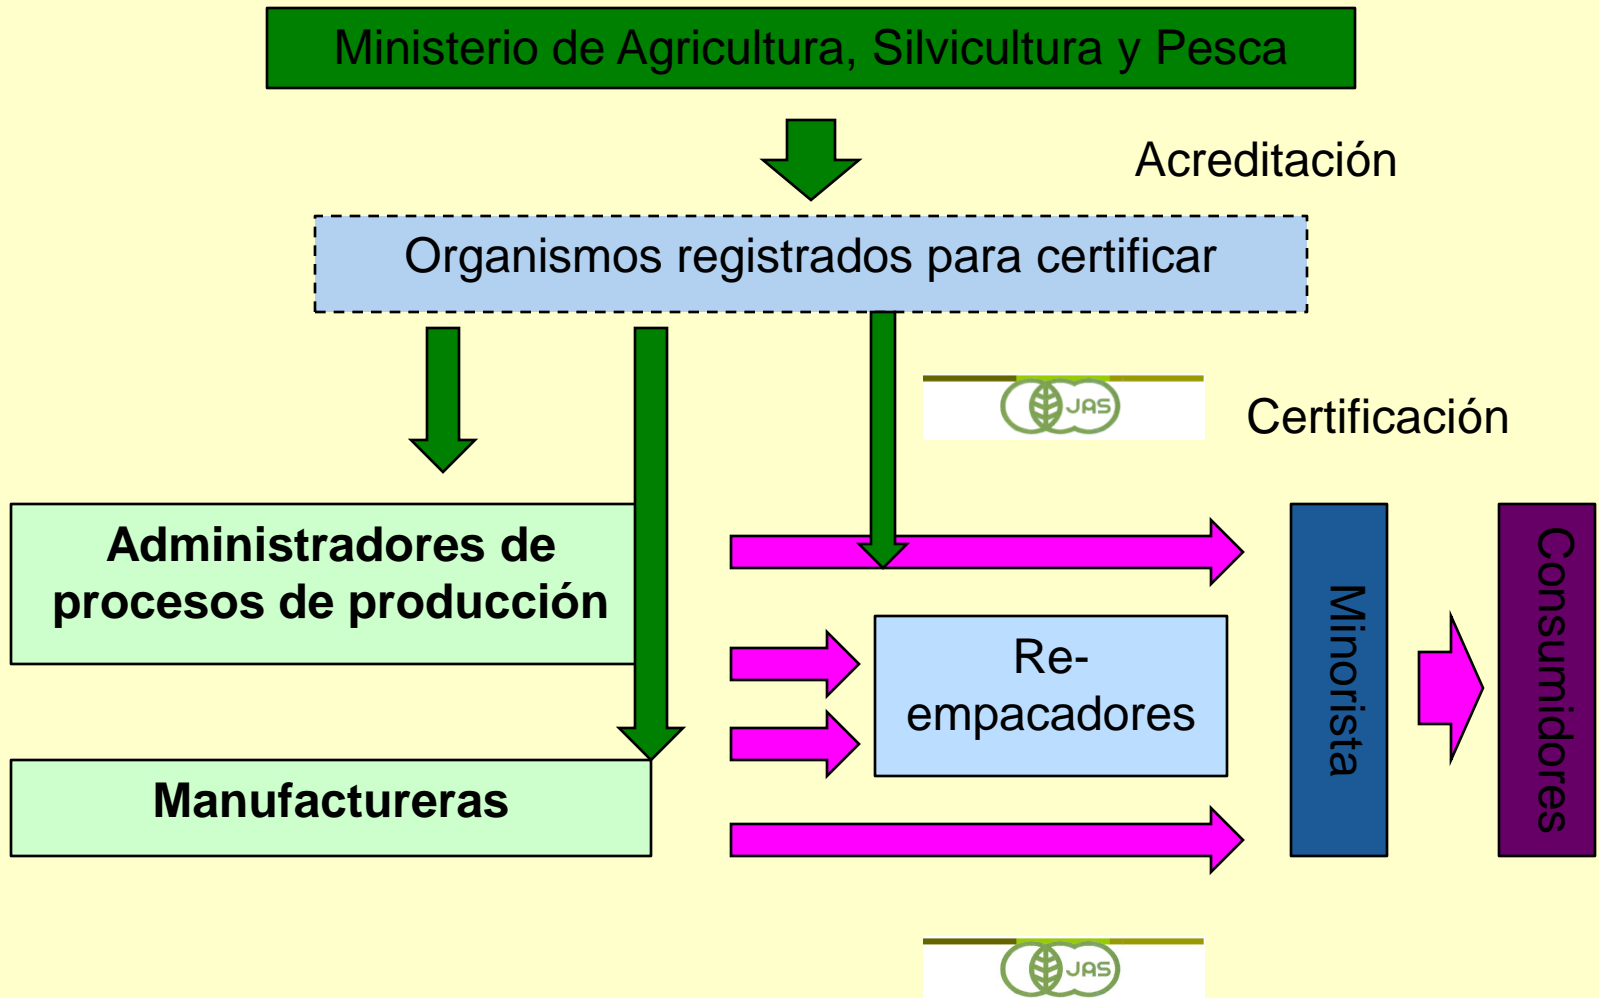 Ministerio de Agricultura, Silvicultura y Pesca
Acreditación
Organismos registrados para certificar
JAS
Certificación
Administradores de
procesos de producción
Re-
empacadores
Manufactureras
Minorista
Consumidores
JAS